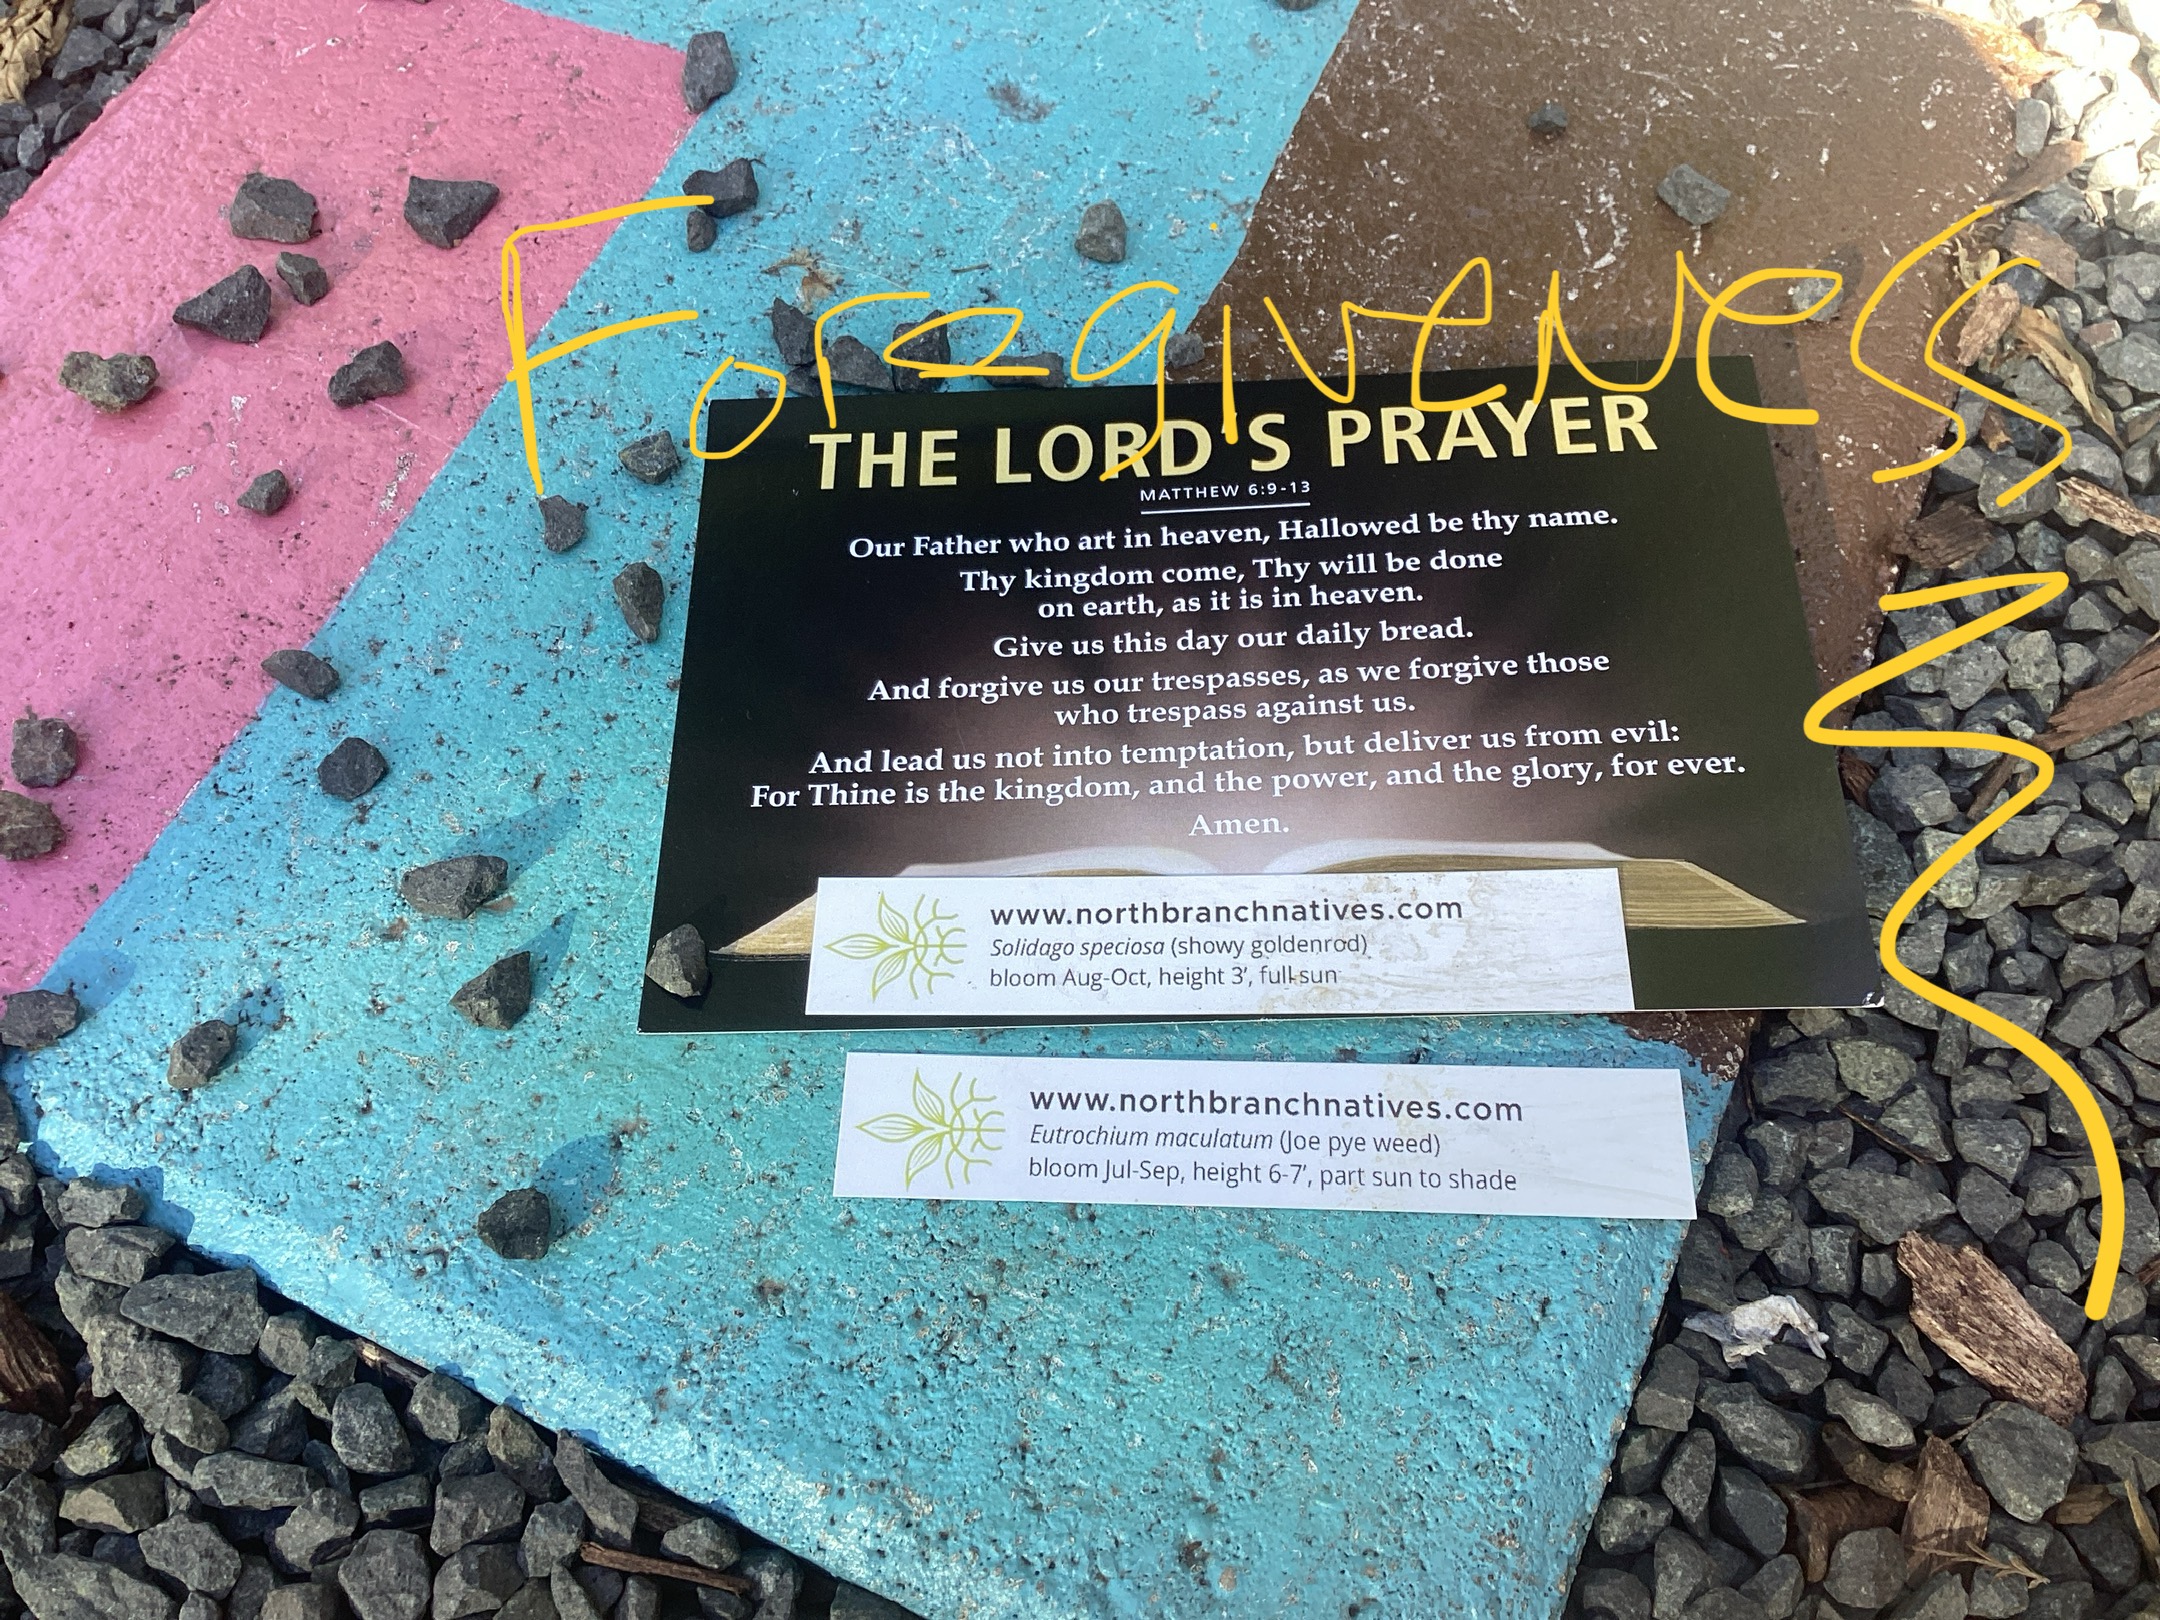 Foregiveness
THE LORD'S PRAYER
MATTHEW 6:9-13
Our Father who art in heaven, Hallowed be thy name.
Thy kingdom come, Thy will be done
on earth, as it is in heaven.
Give us this day our daily bread.
And forgive us our trespasses, as we forgive those
who trespass against us.
And lead us not into temptation, but deliver us from evil:
For Thine is the kingdom, and the power, and the glory, for ever.
Amen.
www.northbranchnatives.com
Solidago speciosa (showy goldenrod)
bloom Aug-Oct, height 3', full sun
www.northbranchnatives.com
Eutrochium maculatum (Joe pye weed)
bloom Jul-Sep, height 6-7', part sun to shade